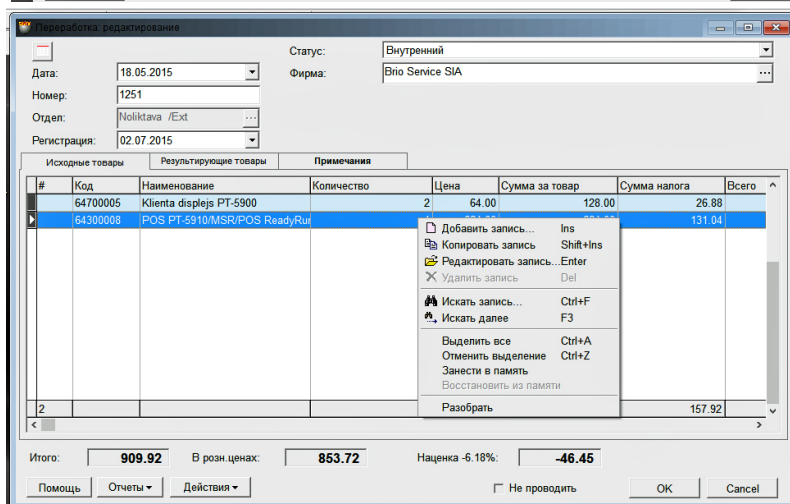 Переработка: редактирование
Статус: Внутренний
Дата: 18.05.2015 Фирма: Brio Service SIA
Номер: 1251
Отдел: Noliktava /Ext
Регистрация: 02.07.2015
Исходные товары Результирующие товары Примечания
# Код Наименование Количество Цена Сумма за товар Сумма налога Всего
64700005 Klienta displejs PT-5900 2 64.00 128.00 26.88
64300008 POS PT-5910/MSR/POS ReadyRun 131.04
Добавить запись... Ins
Копировать запись Shift+Ins
Редактировать запись... Enter
Удалить запись Del
Искать запись... Ctrl+F
Искать далее F3
Выделить все Ctrl+A
Отменить выделение Ctrl+Z
Занести в память
Восстановить из памяти
Разобрать
2 157.92
Итого: 909.92 В розн.ценах: 853.72 Наценка -6.18%: -46.45
Помощь Отчеты Действия Не проводить OK Cancel